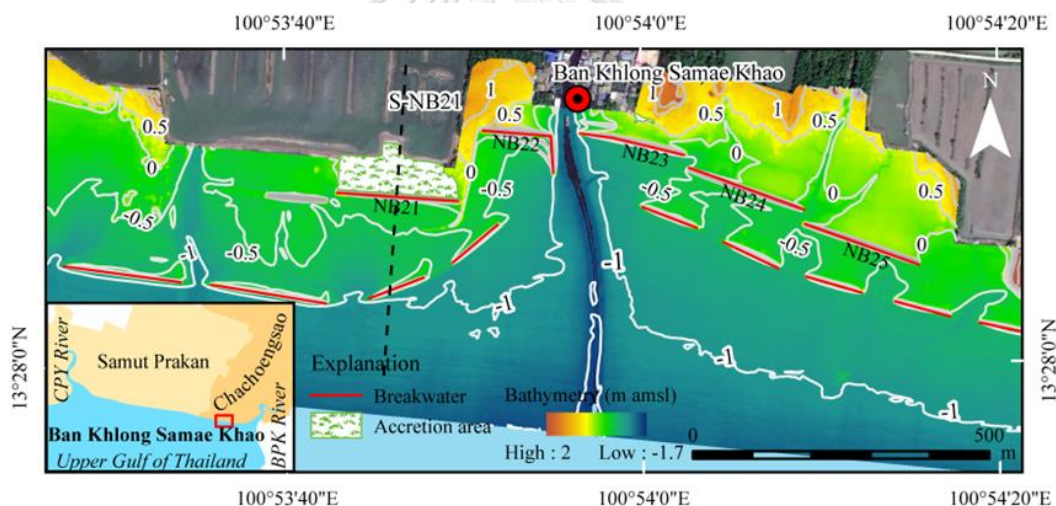 100°53'40"E
100°54'0"E
100°54'20"E
Ban Khlong Samae Khao
N
S-NB21
1
1
1
0.5
0.5
0.5
0.5
0.5
0
0
0
0
0
0
NB22
NB23
NB24
NB25
NB21
-0.5
-0.5
-0.5
-0.5
-0.5
-0.5
-1
-1
-1
-1
13°28'0"N
13°28'0"N
Samut Prakan
Chachoengsao
CPY River
BPK River
Ban Khlong Samae Khao
Upper Gulf of Thailand
Explanation
Breakwater
Accretion area
Bathymetry (m amsl)
High : 2
Low : -1.7
0
500
m
100°53'40"E
100°54'0"E
100°54'20"E